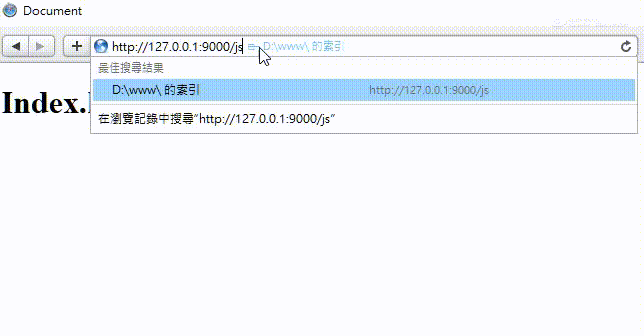 Document
http://127.0.0.1:9000/js — D:\www\ 的索引
最佳搜尋結果
D:\www\ 的索引 http://127.0.0.1:9000/js
Index.
在瀏覽記錄中搜尋"http://127.0.0.1:9000/js"